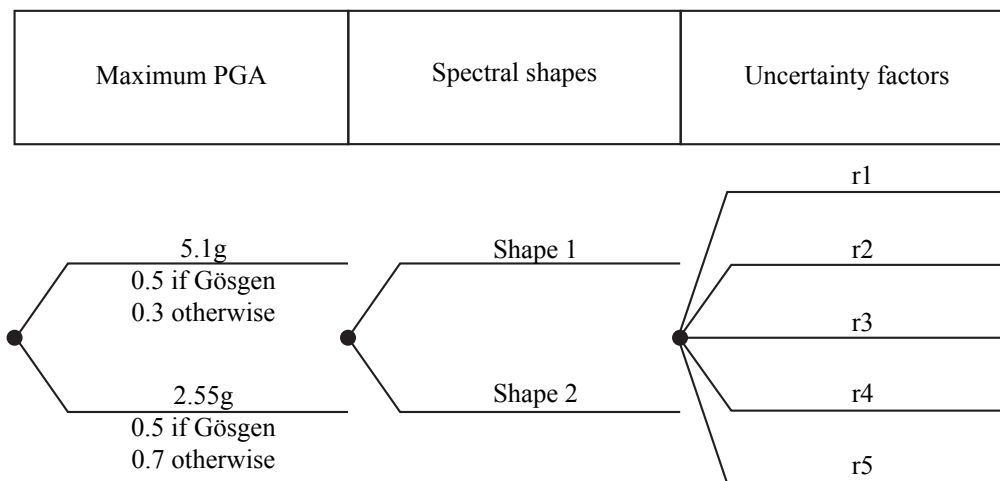 Maximum PGA
Spectral shapes
Uncertainty factors
5.1g
0.5 if Gösgen
0.3 otherwise
2.55g
0.5 if Gösgen
0.7 otherwise
Shape 1
Shape 2
r1
r2
r3
r4
r5